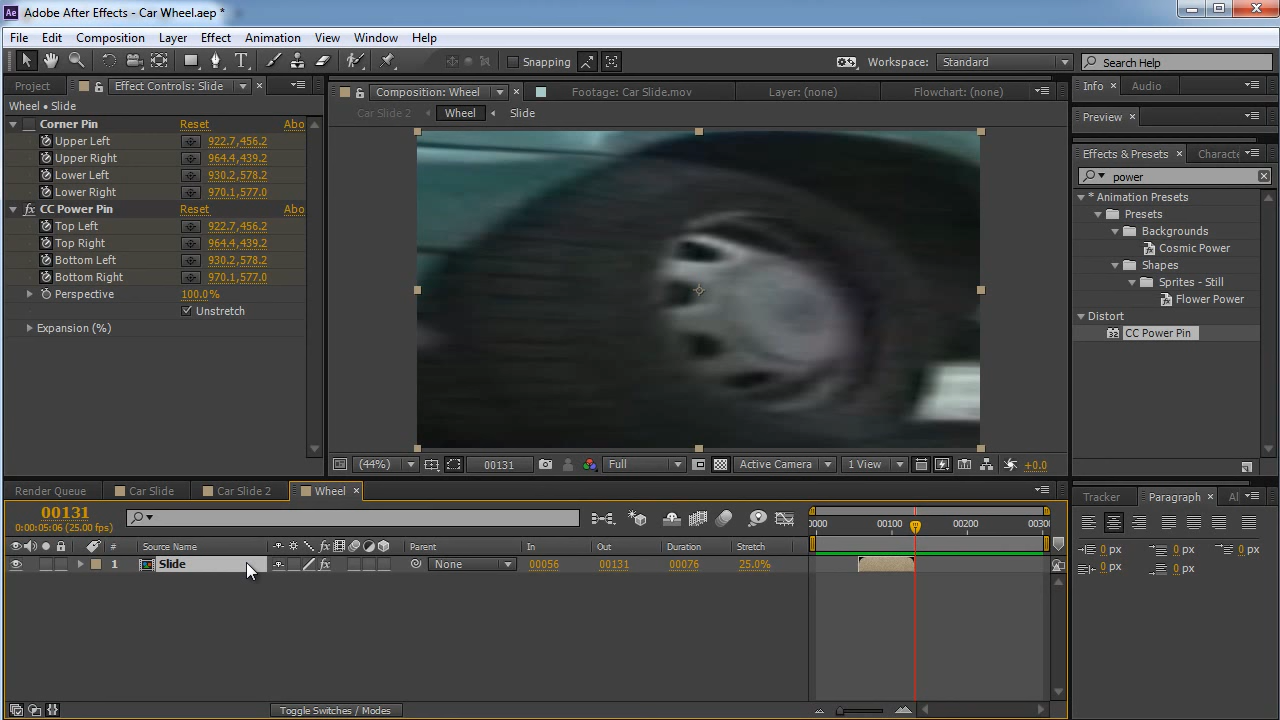 Ae Adobe After Effects - Car Wheel.aep *
File Edit Composition Layer Effect Animation View Window Help
T Snapping Workspace: Standard Search Help
Project Effect Controls: Slide Composition: Wheel Footage: Car Slide.mov Layer: (none) Flowchart: (none) Info Audio
Wheel • Slide Car Slide 2 Wheel Slide Preview
Corner Pin Reset Abo
Upper Left 922.7,456.2
Upper Right 964.4,439.2
Lower Left 930.2,578.2
Lower Right 970.1,577.0
fx CC Power Pin Reset Abo
Top Left 922.7,456.2
Top Right 964.4,439.2
Bottom Left 930.2,578.2
Bottom Right 970.1,577.0
Perspective 100.0%
Unstretch
Expansion (%)
Effects & Presets Characte
power
* Animation Presets
Presets
Backgrounds
Cosmic Power
Shapes
Sprites - Still
Flower Power
Distort
CC Power Pin
(44%) 00131 Full Active Camera 1 View +0.0
Render Queue Car Slide Car Slide 2 Wheel Tracker Paragraph Al
00131
0:00:05:06 (25.00 fps)
0000 00100 00200 00300
# Source Name fx Parent In Out Duration Stretch
1 Slide fx None 00056 00131 00076 25.0%
0 px 0 px 0 px
0 px 0 px
Toggle Switches / Modes